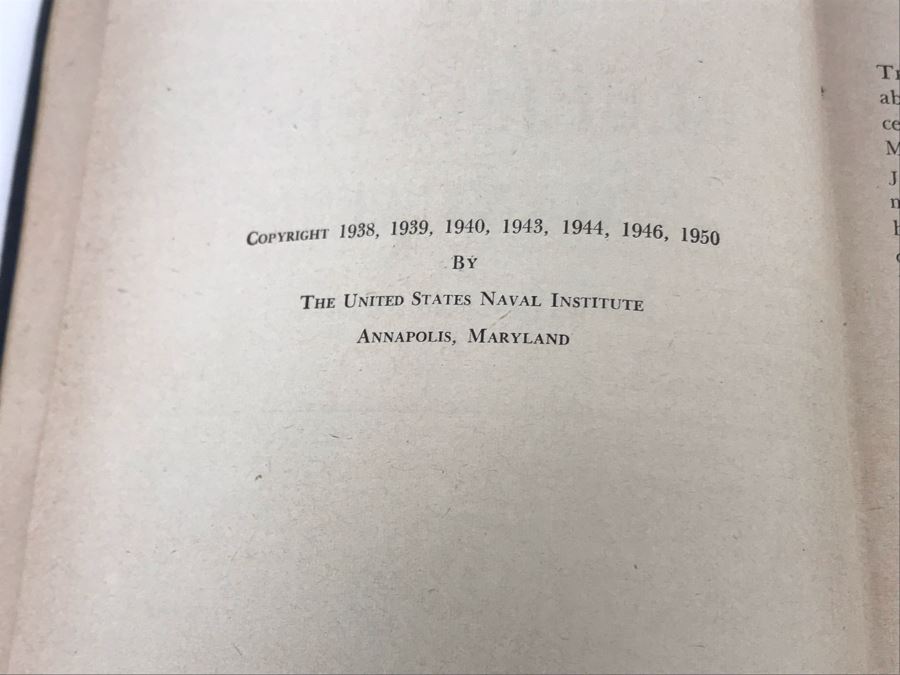 COPYRIGHT 1938, 1939, 1940, 1943, 1944, 1946, 1950
BY
THE UNITED STATES NAVAL INSTITUTE
ANNAPOLIS, MARYLAND